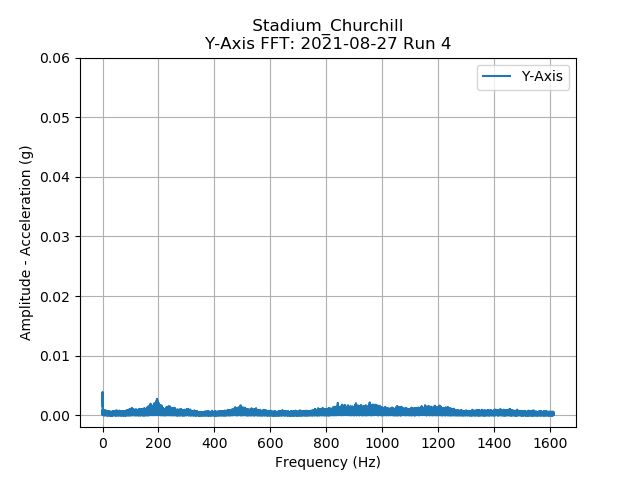 Stadium_Churchill
Y-Axis FFT: 2021-08-27 Run 4
Y-Axis
0.06
0.05
0.04
0.03
0.02
0.01
0.00
Amplitude - Acceleration (g)
0 200 400 600 800 1000 1200 1400 1600
Frequency (Hz)